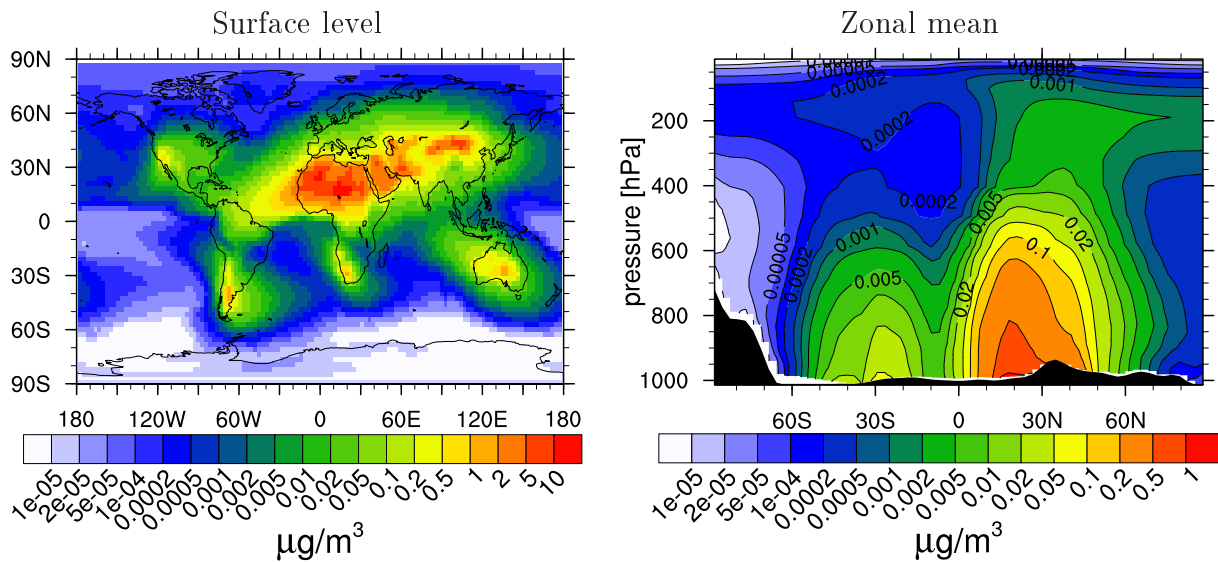 Surface level
Zonal mean
90N
60N
30N
0
30S
60S
90S
180 120W 60W 0 60E 120E 180
1e-05 2e-05 5e-05 1e-04 0.0002 0.0005 0.001 0.002 0.005 0.01 0.02 0.05 0.1 0.2 0.5 1 2 5 10
μg/m³
pressure [hPa]
200
400
600
800
1000
0.0002
0.001
0.0002
0.0002
0.005
0.001
0.02
0.1
0.00005
0.0002
0.005
0.02
60S 30S 0 30N 60N
1e-05 2e-05 5e-05 1e-04 0.0002 0.0005 0.001 0.002 0.005 0.01 0.02 0.05 0.1 0.2 0.5 1
μg/m³